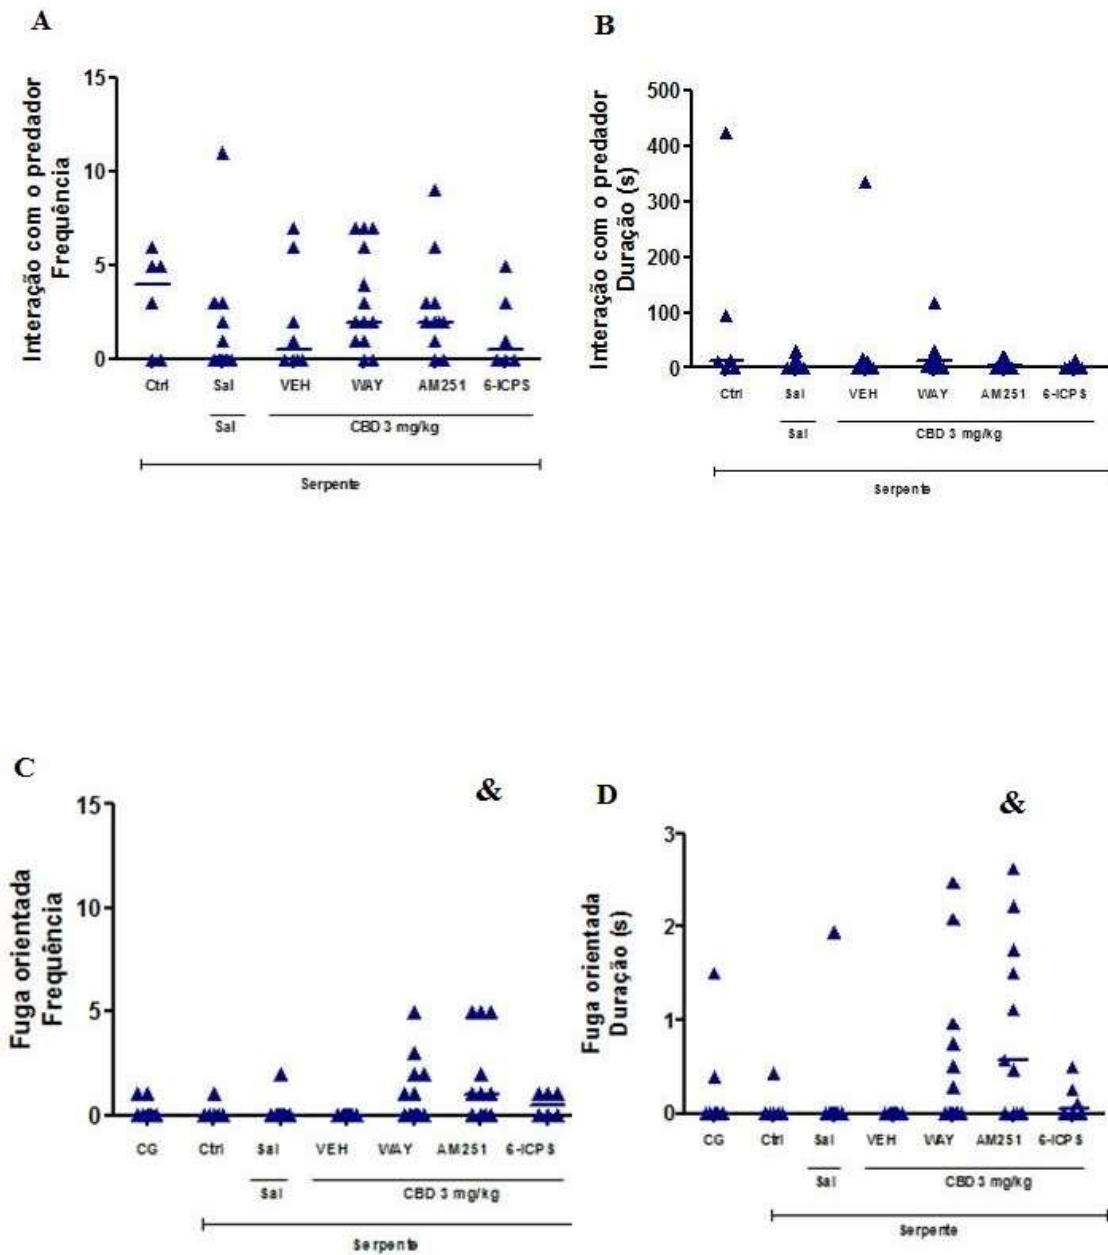 A
Interação com o predador
Frequência
15
10
5
0
Ctrl Sal VEH WAY AM251 6-ICPS
Sal CBD 3 mg/kg
Serpente
B
Interação com o predador
Duração (s)
500
400
300
200
100
0
Ctrl Sal VEH WAY AM251 6-ICPS
Sal CBD 3 mg/kg
Serpente
C
&
Fuga orientada
Frequência
15
10
5
0
CG Ctrl Sal VEH WAY AM251 6-ICPS
Sal CBD 3 mg/kg
Serpente
D
&
Fuga orientada
Duração (s)
3
2
1
0
CG Ctrl Sal VEH WAY AM251 6-ICPS
Sal CBD 3 mg/kg
Serpente